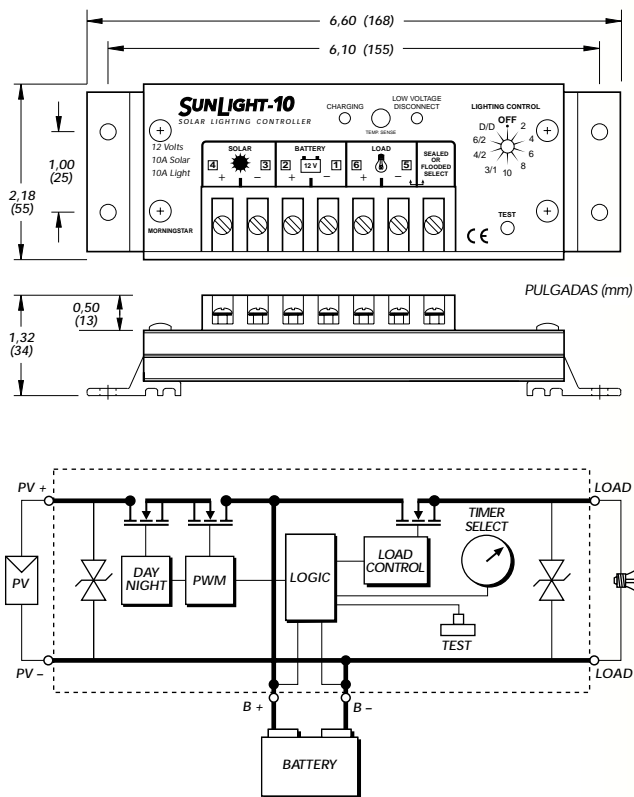 6,60 (168)
6,10 (155)
SUNLIGHT-10
SOLAR LIGHTING CONTROLLER
CHARGING
TEMP. SENSE
LOW VOLTAGE
DISCONNECT
LIGHTING CONTROL
OFF
D/D
2
6/2
4
4/2
6
3/1
10
8
12 Volts
10A Solar
10A Light
SOLAR
4
3
+
–
BATTERY
2
12 V
1
+
–
LOAD
6
5
+
–
SEALED
OR
FLOODED
SELECT
1,00
(25)
2,18
(55)
MORNINGSTAR
CE
TEST
PULGADAS (mm)
0,50
(13)
1,32
(34)
PV +
LOAD
TIMER
SELECT
PV
DAY
NIGHT
PWM
LOGIC
LOAD
CONTROL
TEST
PV –
LOAD
B +
B –
BATTERY